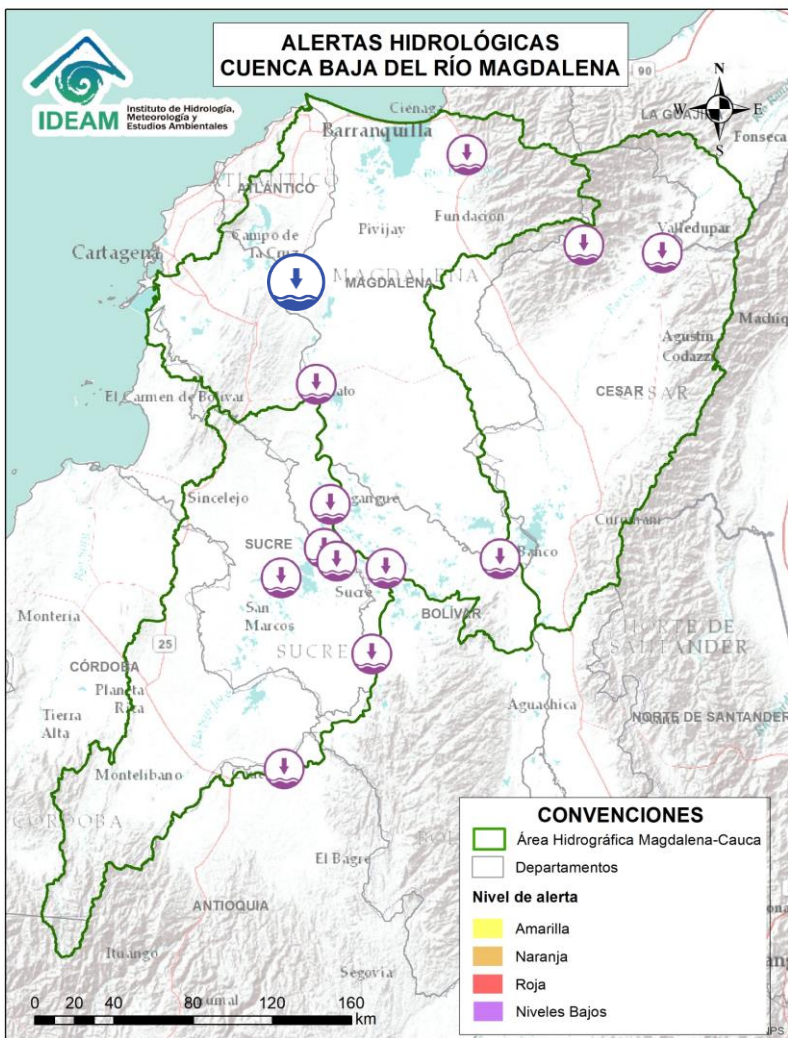 ALERTAS HIDROLÓGICAS
CUENCA BAJA DEL RÍO MAGDALENA
IDEAM
Instituto de Hidrología,
Meteorología y
Estudios Ambientales
N
W
E
S
90
LA GUAJIRA
Fonseca
Ciénaga
Barranquilla
ATLÁNTICO
ATLÁNTICO
Fundación
Pivijay
Campo de
la Cruz
Valledupar
Cartagena
MAGDALENA
MAGDALENA
Agustín
Codazzi
El Carmen de Bolívar
CESAR
CESAR
Sincelejo
SUCRE
Banco
Sucre
San
Marcos
BOLÍVAR
SUCRE
Montería
25
CÓRDOBA
Planeta
Rica
Tierra
Alta
NORTE DE
SANTANDER
Aguachica
NORTE DE SANTANDER
Montelibano
CÓRDOBA
El Bagre
ANTIOQUIA
Ituango
Segovia
0 20 40 80 120 160
km
CONVENCIONES
Área Hidrográfica Magdalena-Cauca
Departamentos
Nivel de alerta
Amarilla
Naranja
Roja
Niveles Bajos